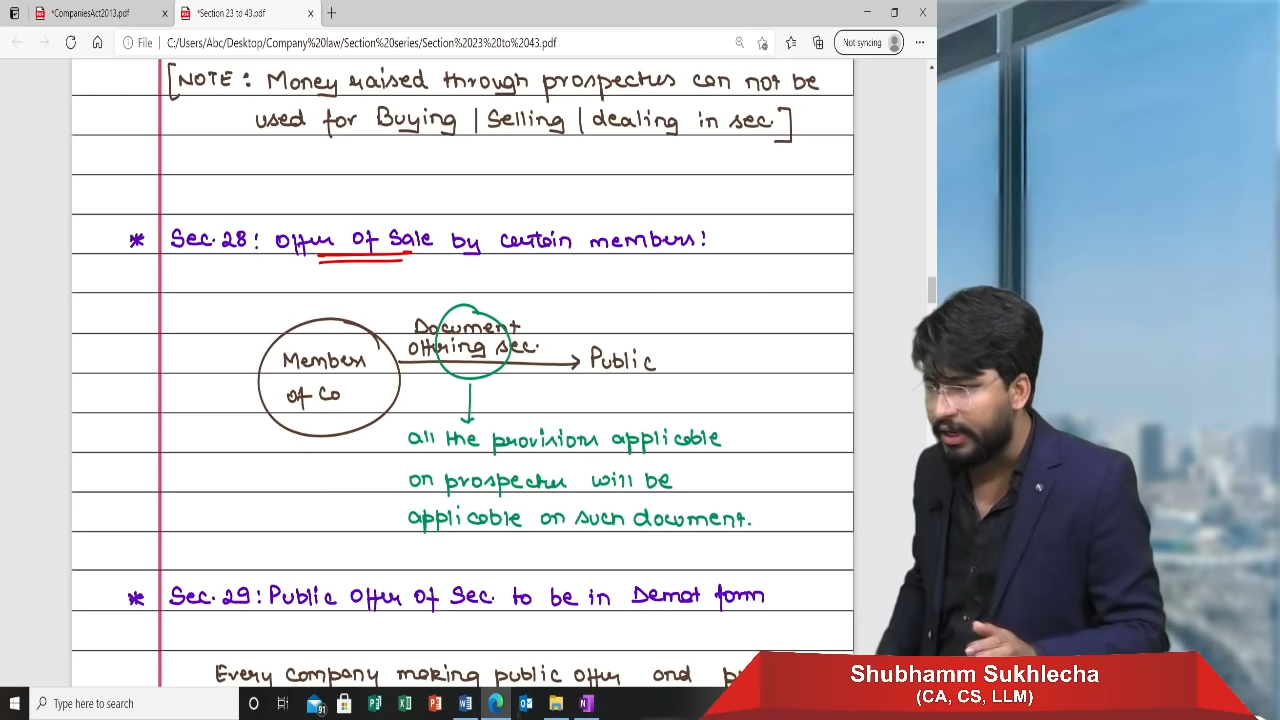 *CompaniesAct2013.pdf
*Section 23 to 43.pdf
File
C:/Users/Abc/Desktop/Company%20law/Section%20series/Section%2023%20to%2043.pdf
Not syncing
[NOTE: Money raised through prospectus can not be
used for Buying | Selling | dealing in sec.]
* Sec. 28: Offer of Sale by certain members:
Document
offering sec.
Members
of Co
Public
all the provisions applicable
on prospectus will be
applicable on such document.
* Sec. 29: Public Offer of Sec. to be in Demat form
Every company making public offer and
Shubhamm Sukhlecha
(CA, CS, LLM)
Type here to search
91